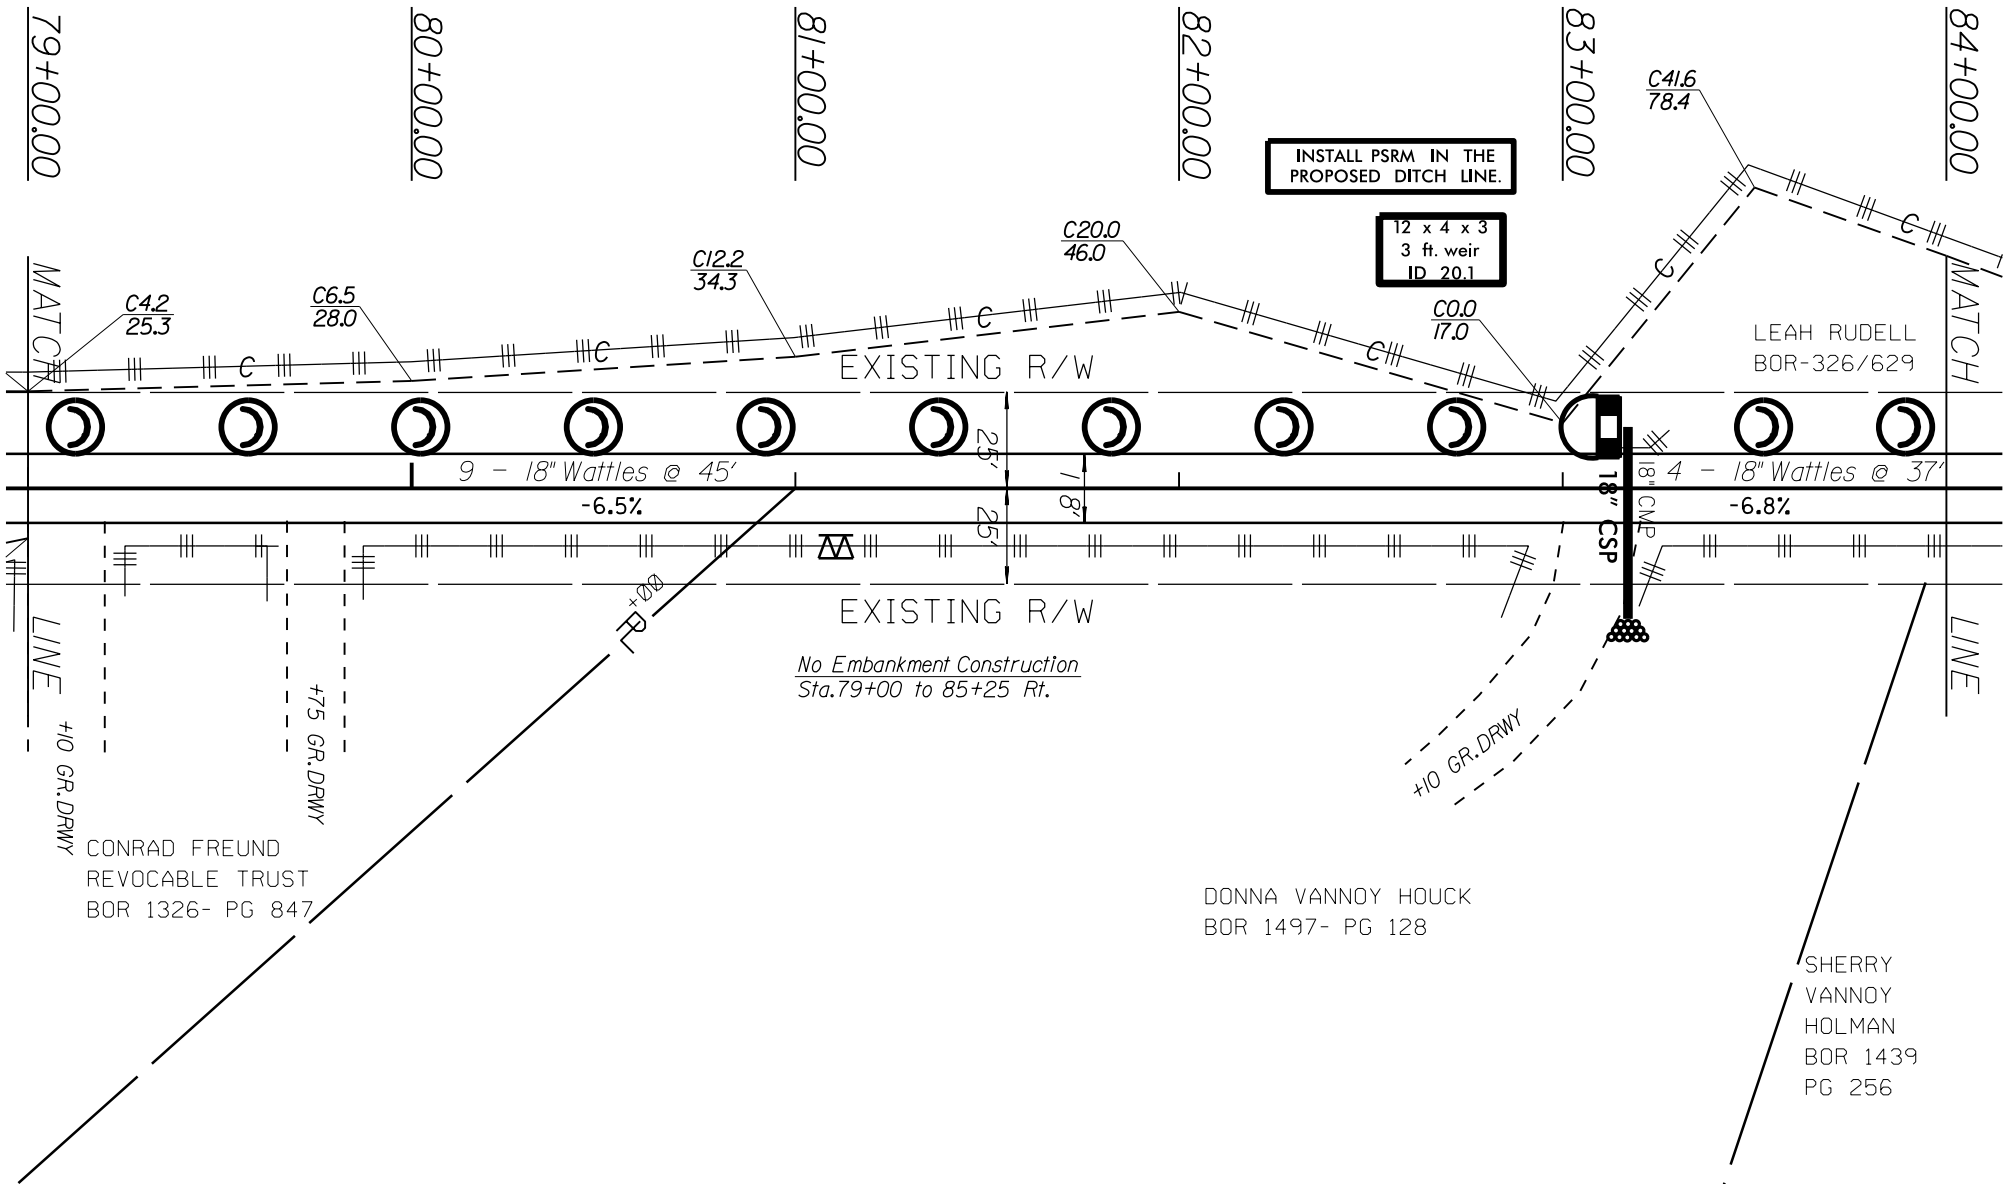 79+00.00
80+00.00
81+00.00
82+00.00
83+00.00
84+00.00
C41.6
78.4
INSTALL PSRM IN THE
PROPOSED DITCH LINE.
12 x 4 x 3
3 ft. weir
ID 20.1
C20.0
46.0
C12.2
34.3
C6.5
28.0
C4.2
25.3
C0.0
17.0
MATCH
MATCH
LEAH RUDELL
BOR-326/629
C
C
C
C
C
C
EXISTING R/W
25'
9 - 18" Wattles @ 45'
18'
18" CMP
4 - 18" Wattles @ 37'
-6.5%
-6.8%
25'
18" CSP
+00
PL
EXISTING R/W
LINE
LINE
No Embankment Construction
Sta.79+00 to 85+25 Rt.
+10 GR.DRWY
+75 GR.DRWY
+10 GR.DRWY
CONRAD FREUND
REVOCABLE TRUST
BOR 1326- PG 847
DONNA VANNOY HOUCK
BOR 1497- PG 128
SHERRY
VANNOY
HOLMAN
BOR 1439
PG 256